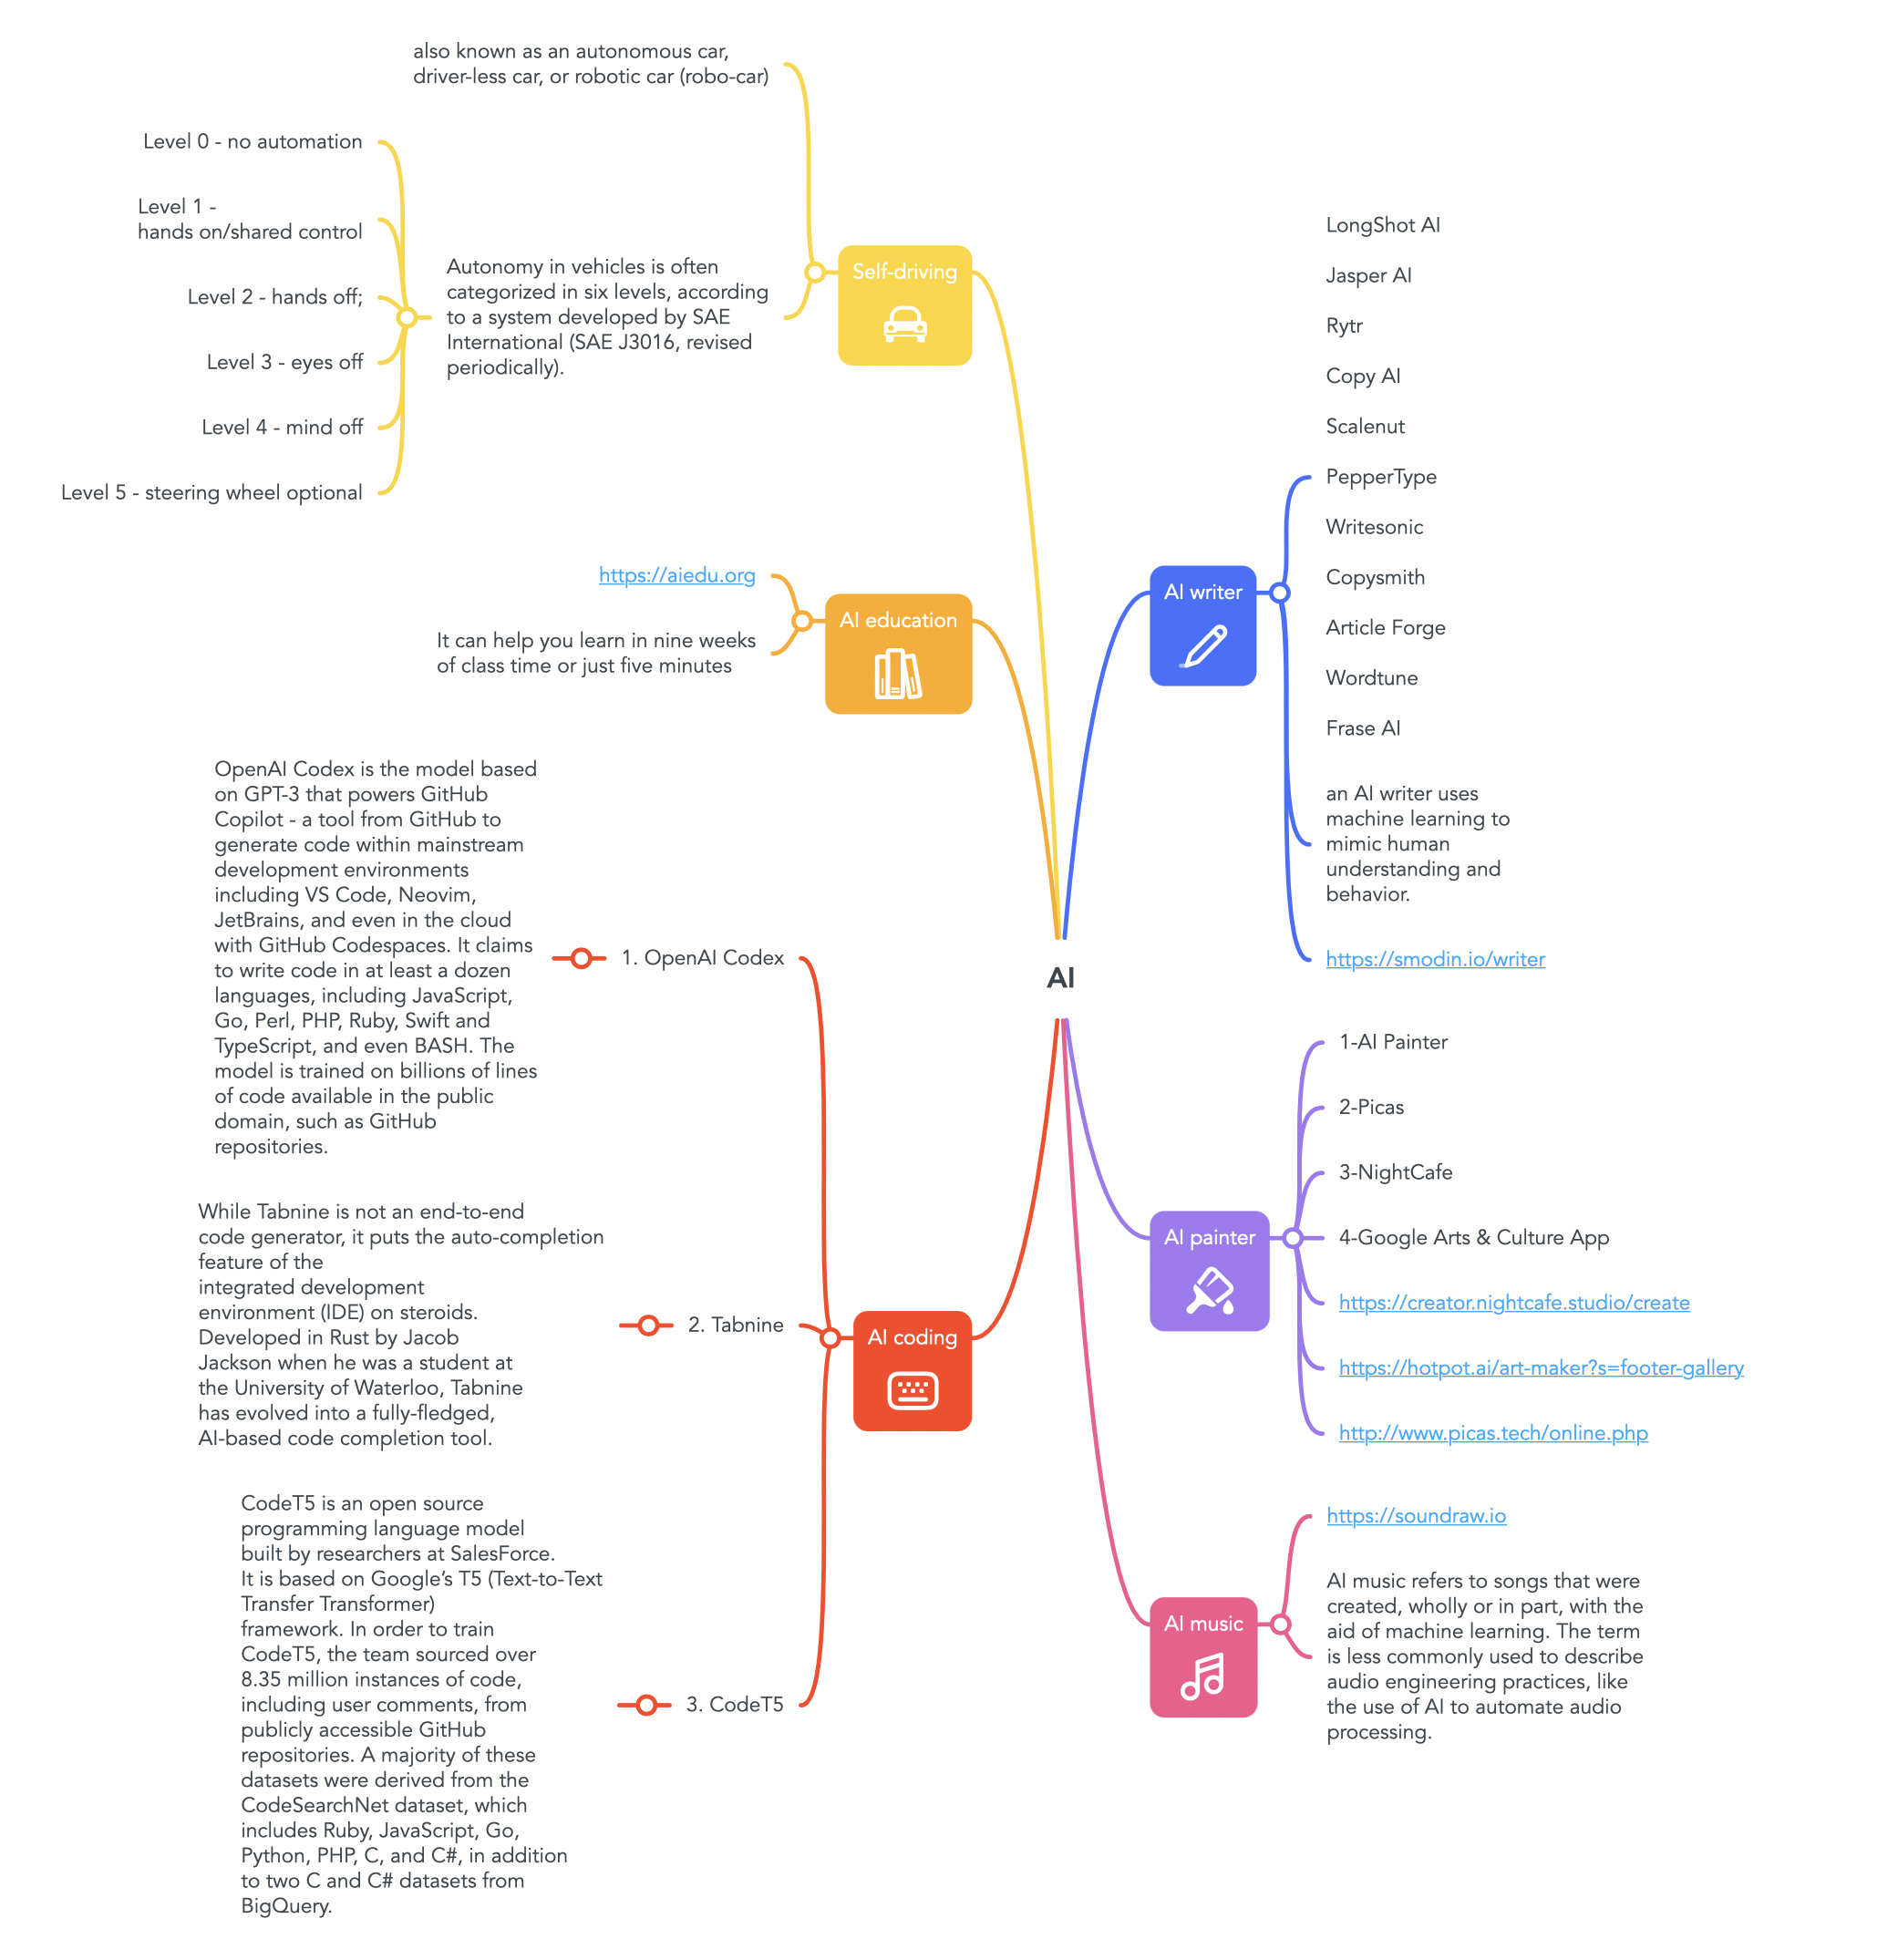 AI
Self-driving
also known as an autonomous car,
driver-less car, or robotic car (robo-car)
Autonomy in vehicles is often
categorized in six levels, according
to a system developed by SAE
International (SAE J3016, revised
periodically).
Level 0 - no automation
Level 1 -
hands on/shared control
Level 2 - hands off;
Level 3 - eyes off
Level 4 - mind off
Level 5 - steering wheel optional
AI education
https://aiedu.org
It can help you learn in nine weeks
of class time or just five minutes
AI coding
1. OpenAI Codex
OpenAI Codex is the model based
on GPT-3 that powers GitHub
Copilot - a tool from GitHub to
generate code within mainstream
development environments
including VS Code, Neovim,
JetBrains, and even in the cloud
with GitHub Codespaces. It claims
to write code in at least a dozen
languages, including JavaScript,
Go, Perl, PHP, Ruby, Swift and
TypeScript, and even BASH. The
model is trained on billions of lines
of code available in the public
domain, such as GitHub
repositories.
2. Tabnine
While Tabnine is not an end-to-end
code generator, it puts the auto-completion
feature of the
integrated development
environment (IDE) on steroids.
Developed in Rust by Jacob
Jackson when he was a student at
the University of Waterloo, Tabnine
has evolved into a fully-fledged,
AI-based code completion tool.
3. CodeT5
CodeT5 is an open source
programming language model
built by researchers at SalesForce.
It is based on Google’s T5 (Text-to-Text
Transfer Transformer)
framework. In order to train
CodeT5, the team sourced over
8.35 million instances of code,
including user comments, from
publicly accessible GitHub
repositories. A majority of these
datasets were derived from the
CodeSearchNet dataset, which
includes Ruby, JavaScript, Go,
Python, PHP, C, and C#, in addition
to two C and C# datasets from
BigQuery.
AI writer
LongShot AI
Jasper AI
Rytr
Copy AI
Scalenut
PepperType
Writesonic
Copysmith
Article Forge
Wordtune
Frase AI
an AI writer uses
machine learning to
mimic human
understanding and
behavior.
https://smodin.io/writer
AI painter
1-AI Painter
2-Picas
3-NightCafe
4-Google Arts & Culture App
https://creator.nightcafe.studio/create
https://hotpot.ai/art-maker?s=footer-gallery
http://www.picas.tech/online.php
AI music
https://soundraw.io
AI music refers to songs that were
created, wholly or in part, with the
aid of machine learning. The term
is less commonly used to describe
audio engineering practices, like
the use of AI to automate audio
processing.